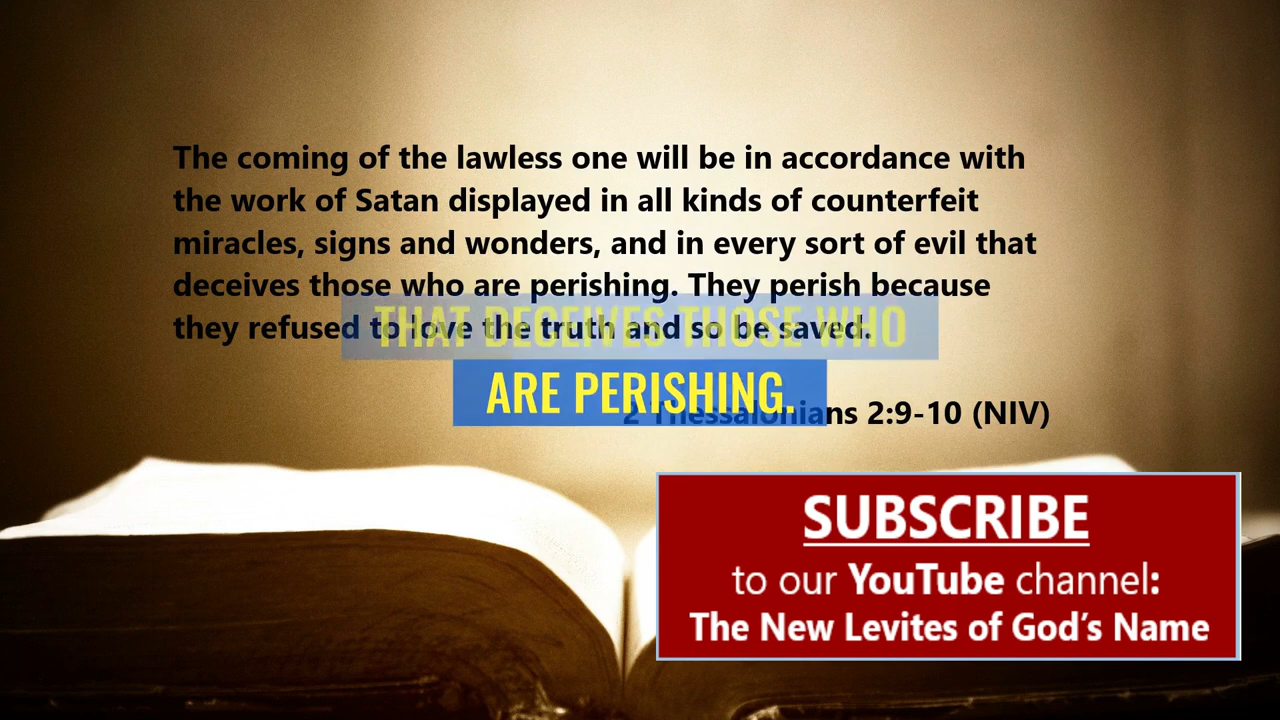 The coming of the lawless one will be in accordance with
the work of Satan displayed in all kinds of counterfeit
miracles, signs and wonders, and in every sort of evil that
deceives those who are perishing. They perish because
they refused to love the truth and so be saved.
THAT DECEIVES THOSE WHO
ARE PERISHING.
2 Thessalonians 2:9-10 (NIV)
SUBSCRIBE
to our YouTube channel:
The New Levites of God's Name